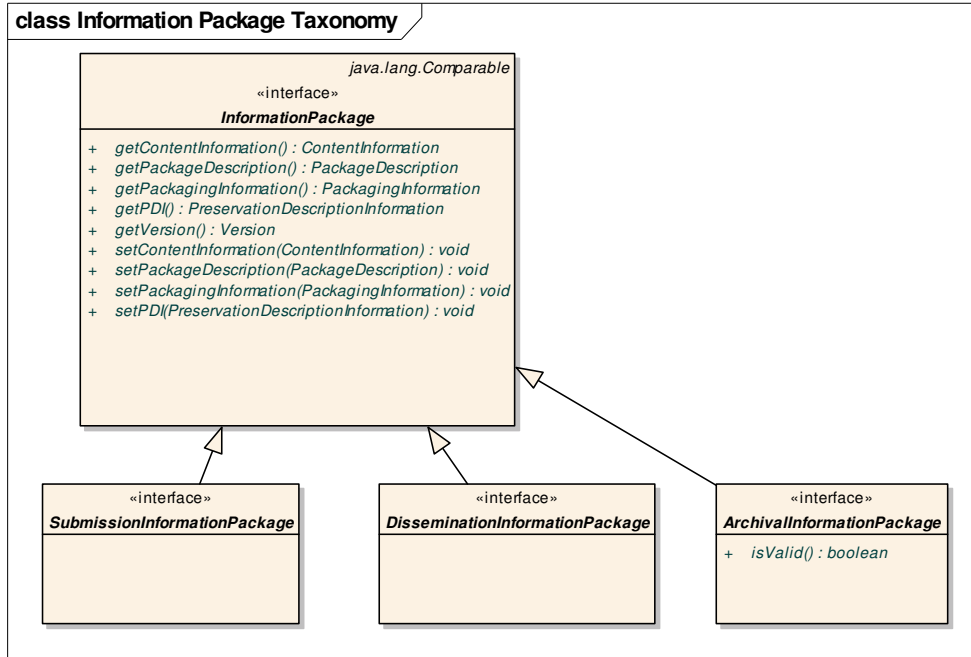 class Information Package Taxonomy
java.lang.Comparable
«interface»
InformationPackage
+ getContentInformation() : ContentInformation
+ getPackageDescription() : PackageDescription
+ getPackagingInformation() : PackagingInformation
+ getPDI() : PreservationDescriptionInformation
+ getVersion() : Version
+ setContentInformation(ContentInformation) : void
+ setPackageDescription(PackageDescription) : void
+ setPackagingInformation(PackagingInformation) : void
+ setPDI(PreservationDescriptionInformation) : void
«interface»
SubmissionInformationPackage
«interface»
DisseminationInformationPackage
«interface»
ArchivalInformationPackage
+ isValid() : boolean